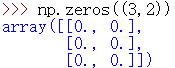 >>> np.zeros((3,2))
array([[0., 0.],
       [0., 0.],
       [0., 0.]])